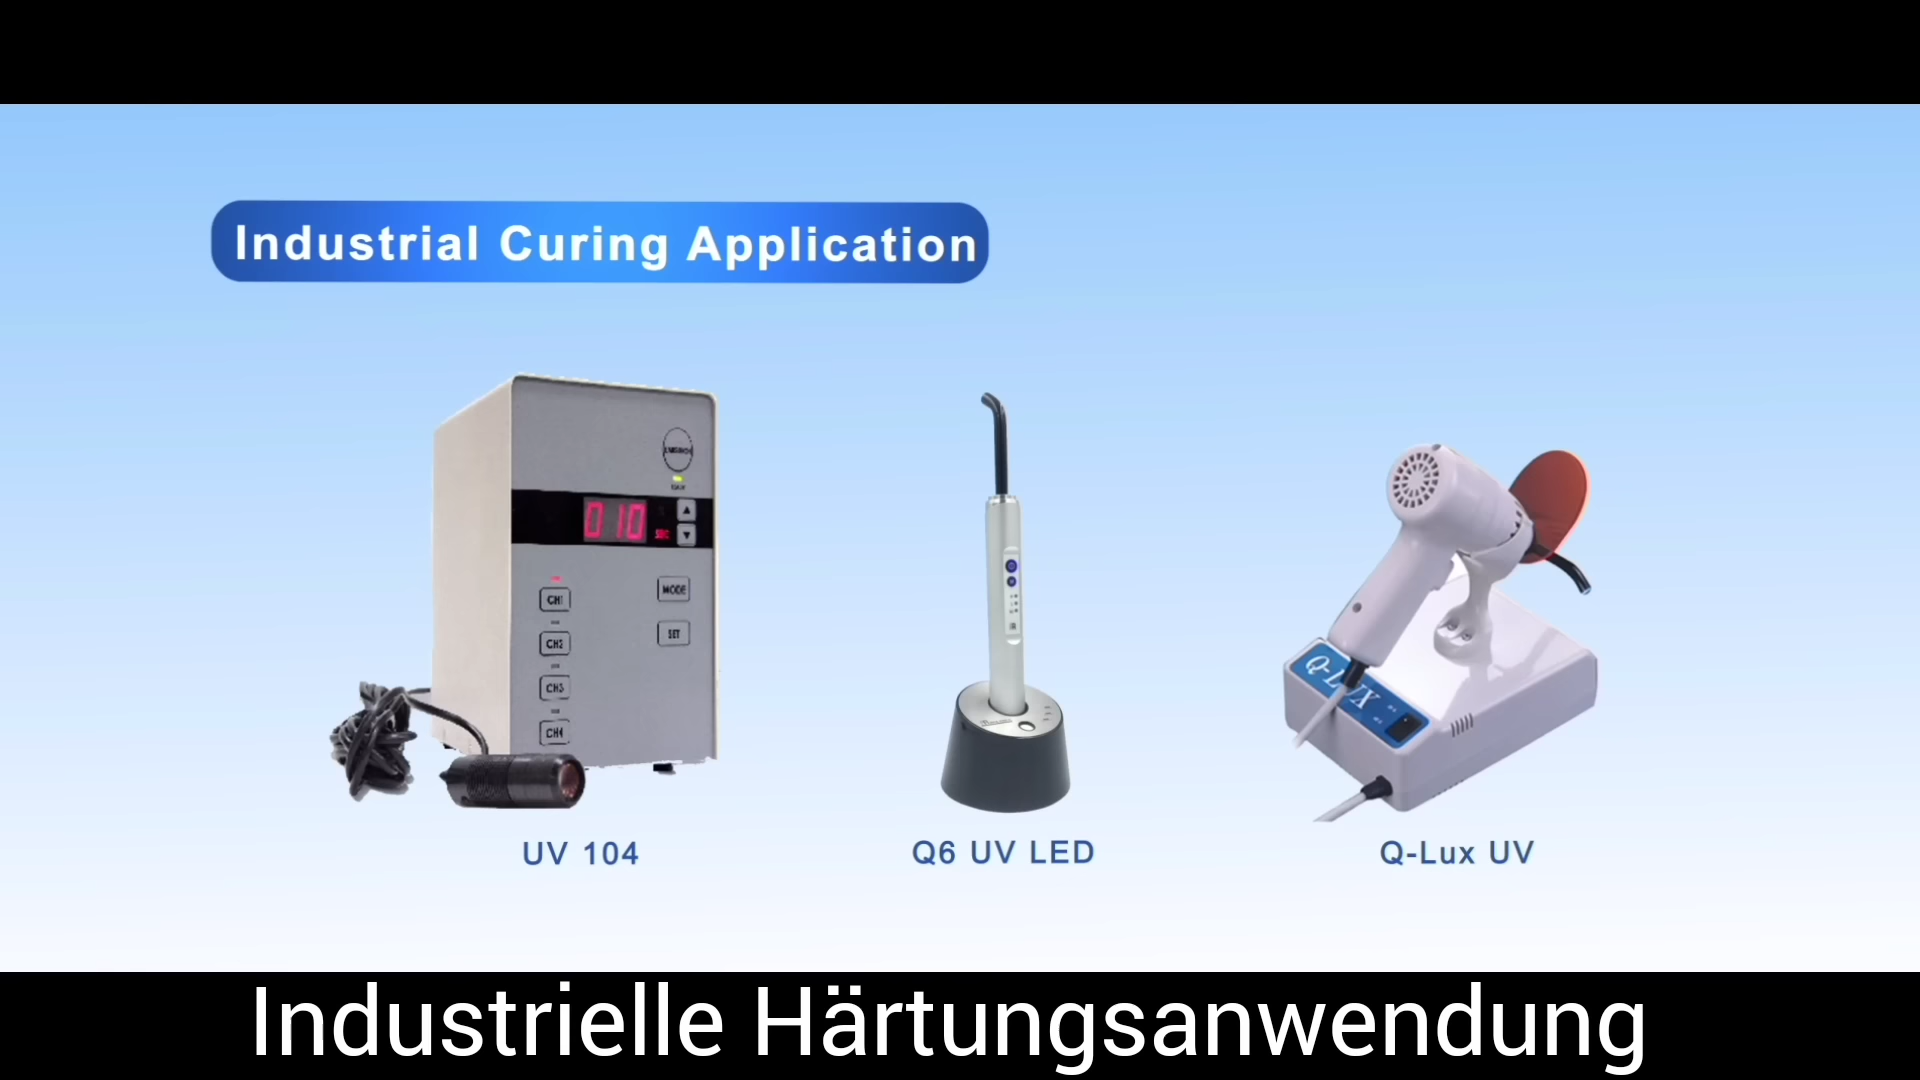 Industrial Curing Application
010
SEC
MODE
CH1
SET
CH2
CH3
CH4
Q-LUX
UV 104
Q6 UV LED
Q-Lux UV
Industrielle Härtungsanwendung